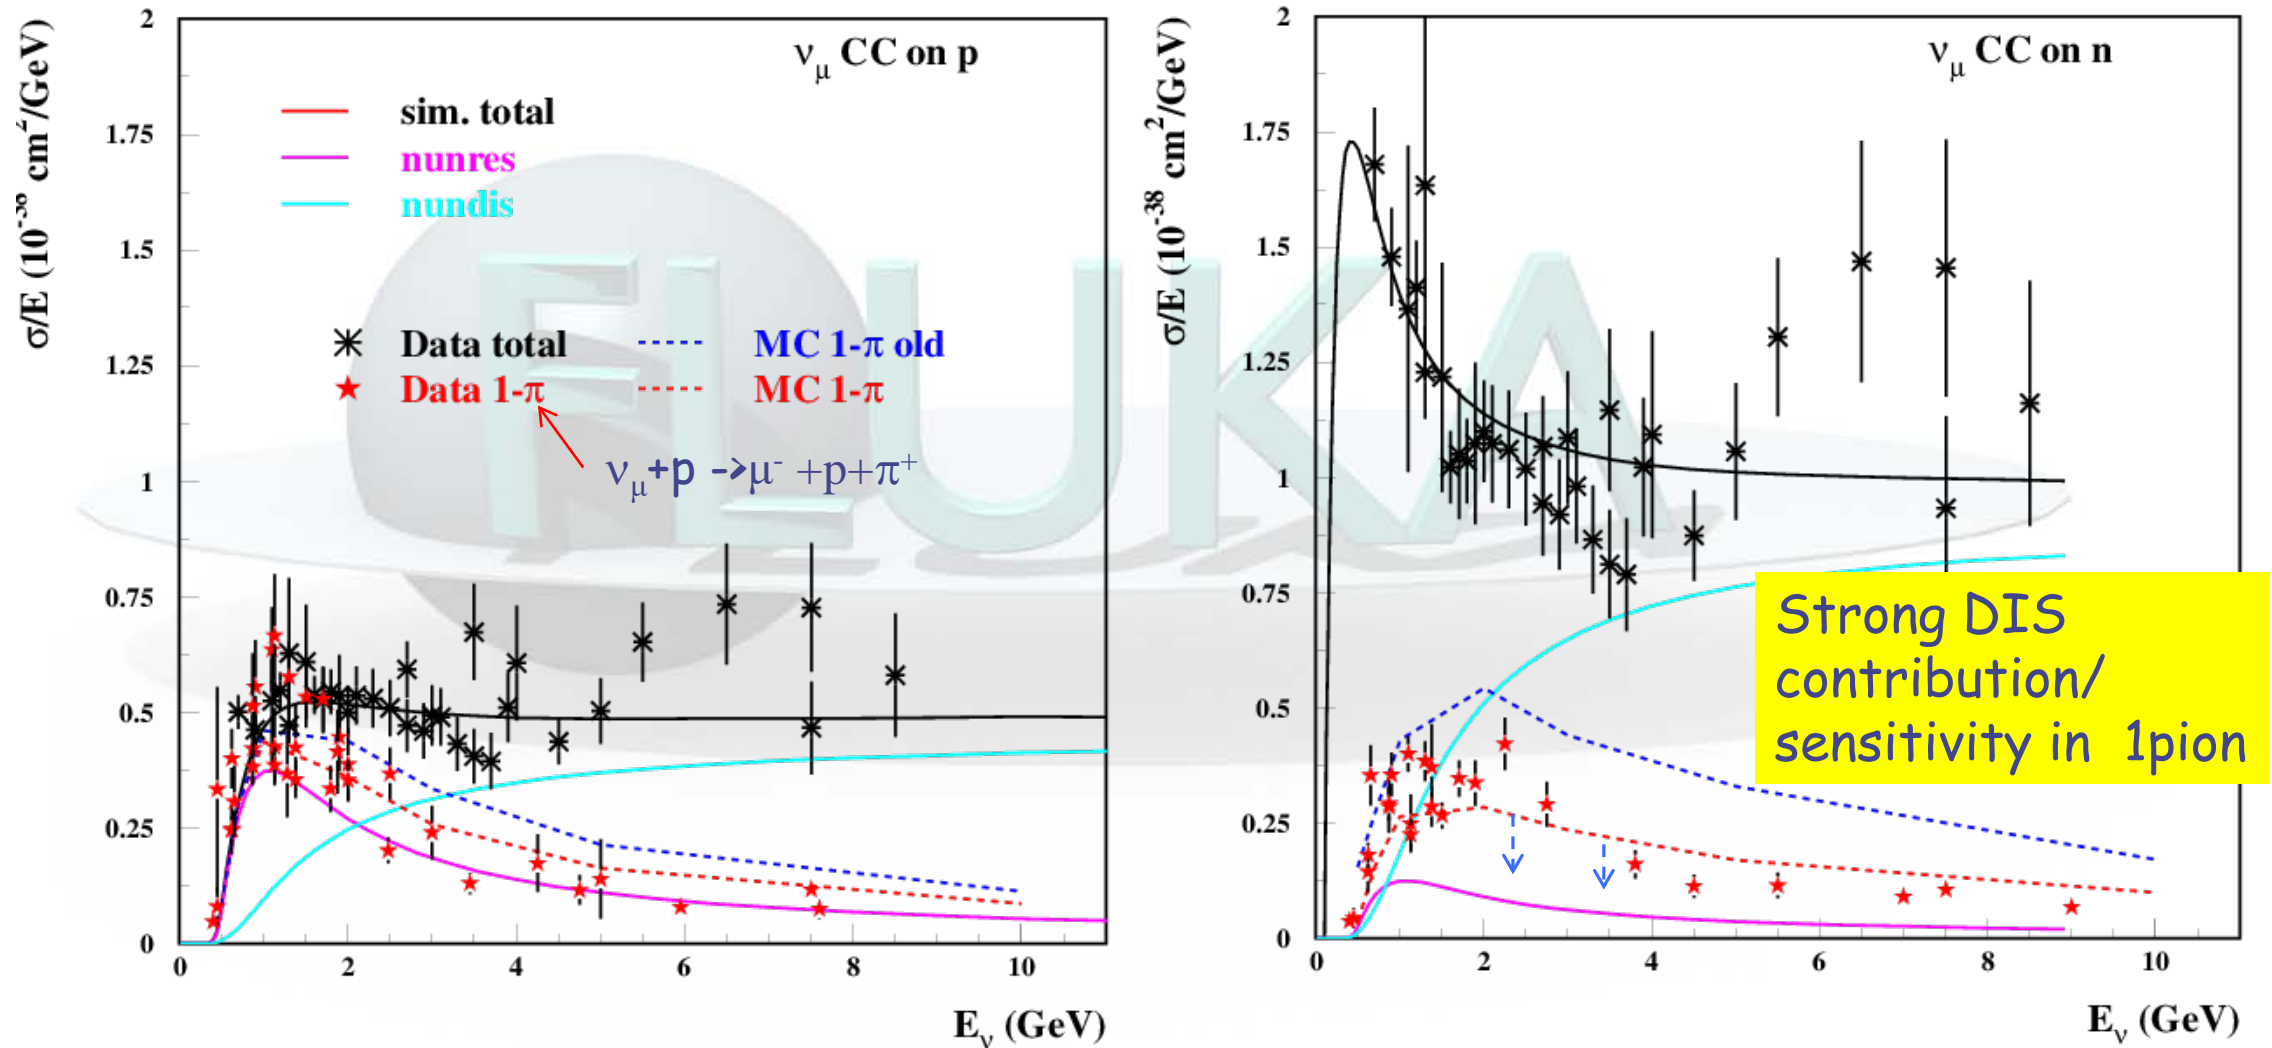 σ/E (10⁻³⁸ cm²/GeV)
2
1.75
1.5
1.25
1
0.75
0.5
0.25
0
0
2
4
6
8
10
E_ν (GeV)
ν_μ CC on p
sim. total
nunres
nundis
Data total
MC 1-π old
Data 1-π
MC 1-π
ν_μ+p ->μ⁻ +p+π⁺
FLUKA
σ/E (10⁻³⁸ cm²/GeV)
2
1.75
1.5
1.25
1
0.75
0.5
0.25
0
0
2
4
6
8
10
E_ν (GeV)
ν_μ CC on n
Strong DIS
contribution/
sensitivity in 1pion